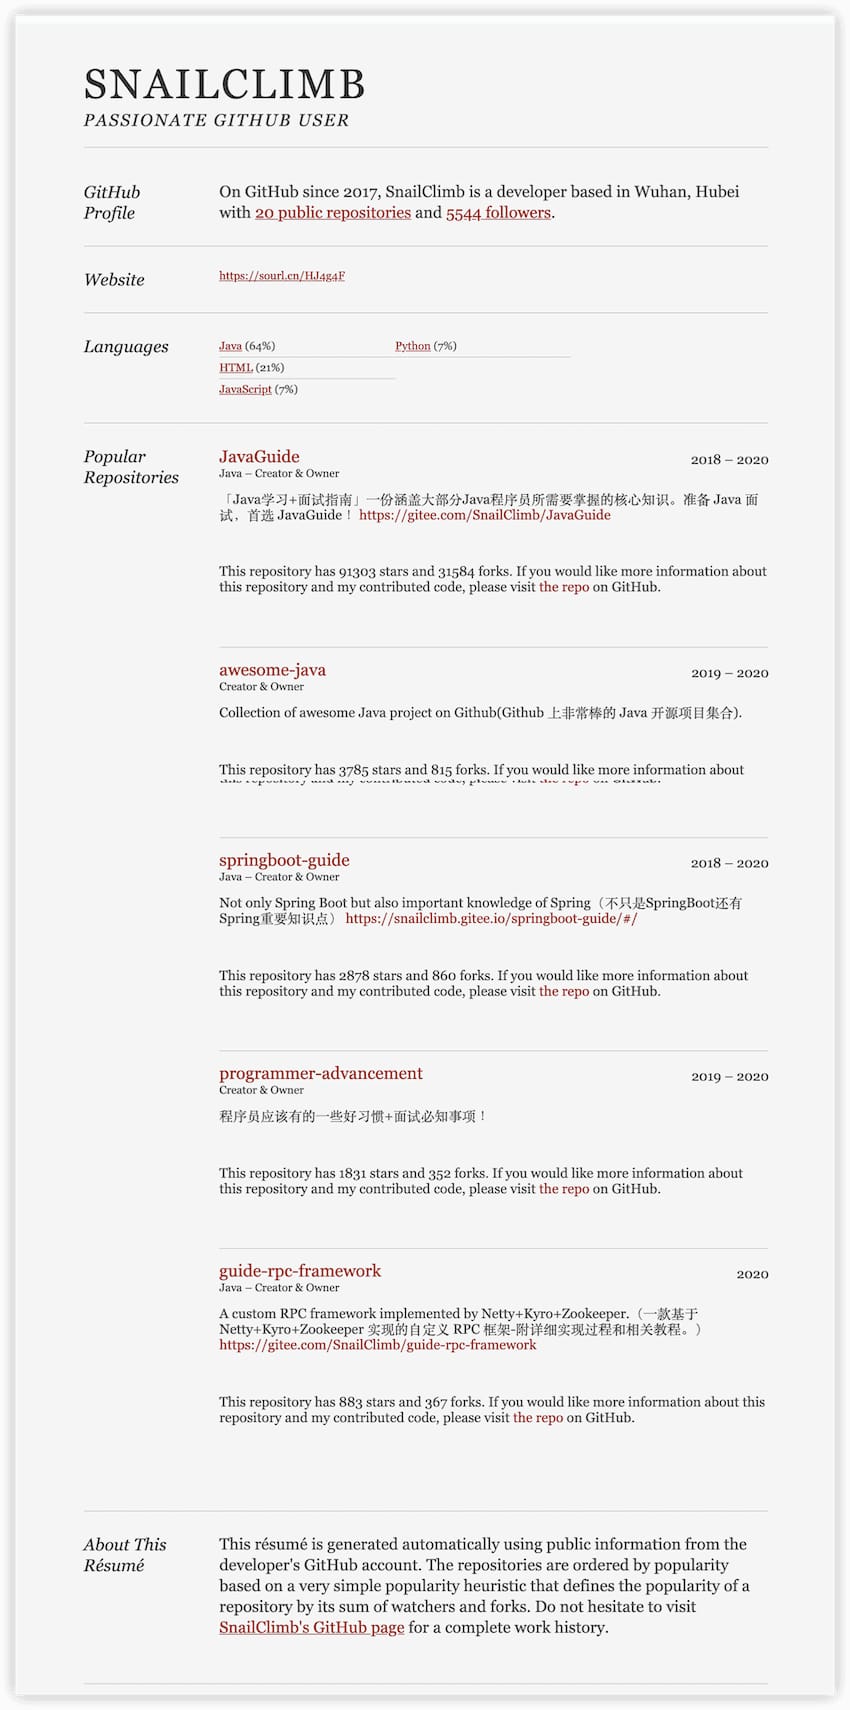 SNAILCLIMB
PASSIONATE GITHUB USER
GitHub
Profile
On GitHub since 2017, SnailClimb is a developer based in Wuhan, Hubei
with 20 public repositories and 5544 followers.
Website
https://sourl.cn/HJ4g4F
Languages
Java (64%)
Python (7%)
HTML (21%)
JavaScript (7%)
Popular
Repositories
JavaGuide
2018 – 2020
Java – Creator & Owner
「Java学习+面试指南」一份涵盖大部分Java程序员所需要掌握的核心知识。准备 Java 面
试，首选 JavaGuide！ https://gitee.com/SnailClimb/JavaGuide
This repository has 91303 stars and 31584 forks. If you would like more information about
this repository and my contributed code, please visit the repo on GitHub.
awesome-java
2019 – 2020
Creator & Owner
Collection of awesome Java project on Github(Github 上非常棒的 Java 开源项目集合).
This repository has 3785 stars and 815 forks. If you would like more information about
this repository and my contributed code, please visit the repo on GitHub.
springboot-guide
2018 – 2020
Java – Creator & Owner
Not only Spring Boot but also important knowledge of Spring（不只是SpringBoot还有
Spring重要知识点） https://snailclimb.gitee.io/springboot-guide/#/
This repository has 2878 stars and 860 forks. If you would like more information about
this repository and my contributed code, please visit the repo on GitHub.
programmer-advancement
2019 – 2020
Creator & Owner
程序员应该有的一些好习惯+面试必知事项！
This repository has 1831 stars and 352 forks. If you would like more information about
this repository and my contributed code, please visit the repo on GitHub.
guide-rpc-framework
2020
Java – Creator & Owner
A custom RPC framework implemented by Netty+Kyro+Zookeeper.（一款基于
Netty+Kyro+Zookeeper 实现的自定义 RPC 框架-附详细实现过程和相关教程。）
https://gitee.com/SnailClimb/guide-rpc-framework
This repository has 883 stars and 367 forks. If you would like more information about this
repository and my contributed code, please visit the repo on GitHub.
About This
Résumé
This résumé is generated automatically using public information from the
developer's GitHub account. The repositories are ordered by popularity
based on a very simple popularity heuristic that defines the popularity of a
repository by its sum of watchers and forks. Do not hesitate to visit
SnailClimb's GitHub page for a complete work history.